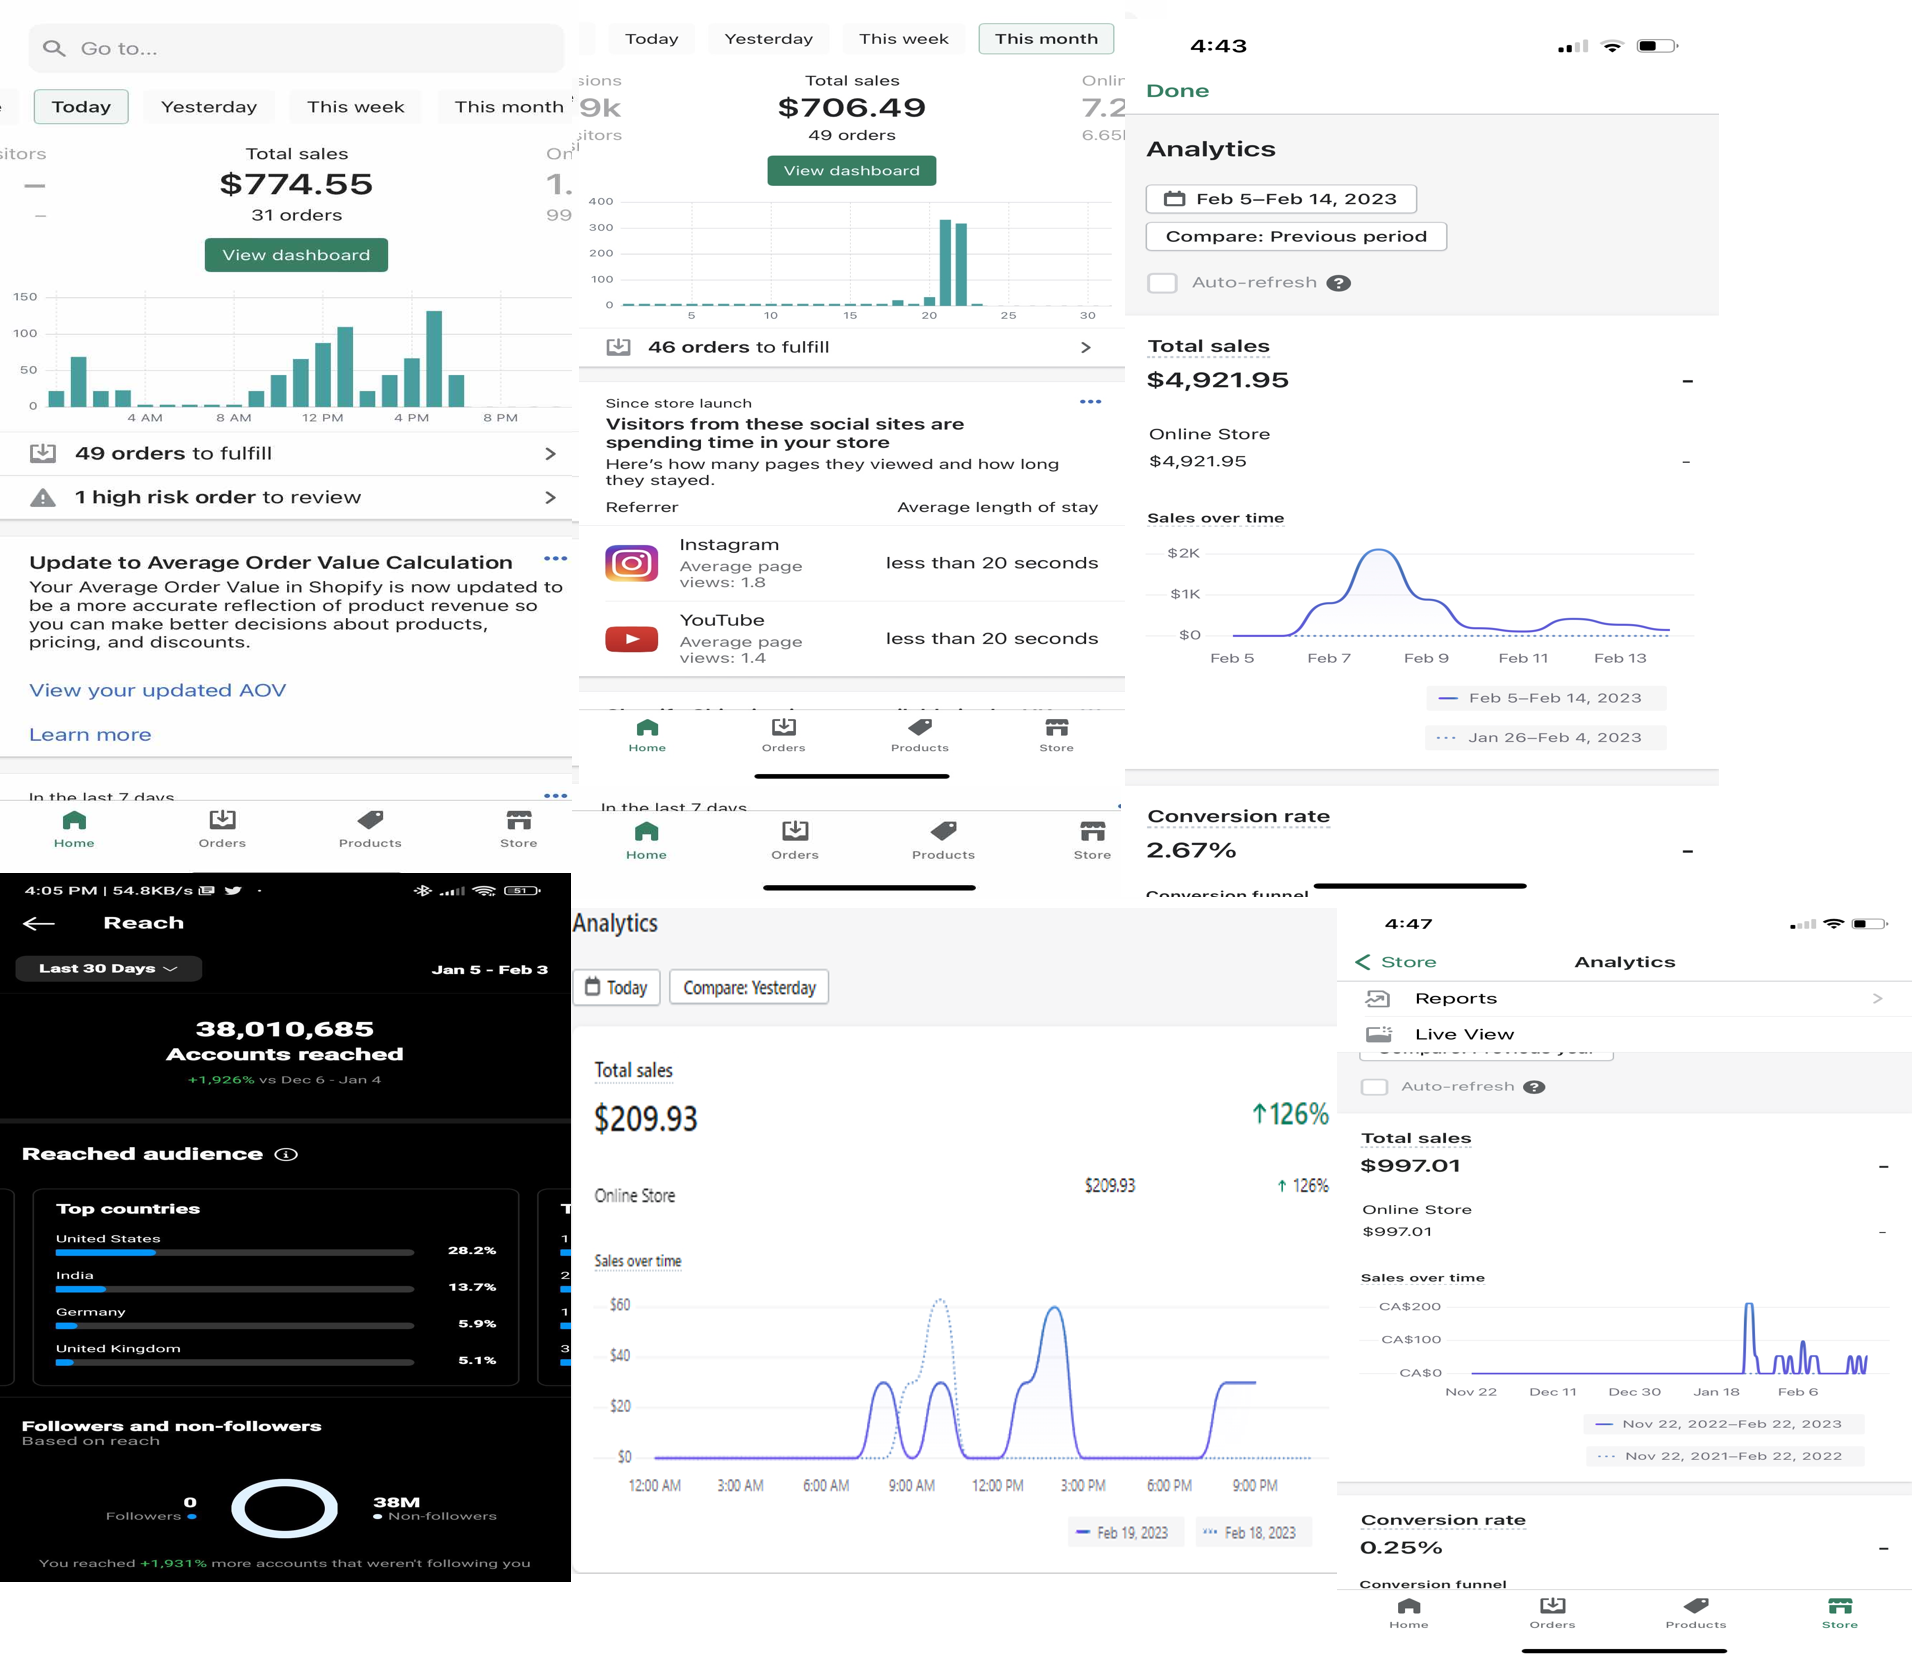 Go to...
Today
Yesterday
This week
This month
sitors
Total sales
$774.55
31 orders
–
1.
99
View dashboard
150
100
50
0
4 AM
8 AM
12 PM
4 PM
8 PM
49 orders to fulfill
1 high risk order to review
Update to Average Order Value Calculation
Your Average Order Value in Shopify is now updated to
be a more accurate reflection of product revenue so
you can make better decisions about products,
pricing, and discounts.
View your updated AOV
Learn more
In the last 7 days
Home
Orders
Products
Store
Today
Yesterday
This week
This month
sions
9k
sitors
Total sales
$706.49
49 orders
Onlin
7.2
6.65
View dashboard
400
300
200
100
0
5
10
15
20
25
30
46 orders to fulfill
Since store launch
Visitors from these social sites are
spending time in your store
Here's how many pages they viewed and how long
they stayed.
Referrer
Average length of stay
Instagram
Average page
views: 1.8
less than 20 seconds
YouTube
Average page
views: 1.4
less than 20 seconds
Home
Orders
Products
Store
In the last 7 days
Home
Orders
Products
Store
4:43
Done
Analytics
Feb 5–Feb 14, 2023
Compare: Previous period
Auto-refresh ?
Total sales
$4,921.95 –
Online Store
$4,921.95 –
Sales over time
$2K
$1K
$0
Feb 5
Feb 7
Feb 9
Feb 11
Feb 13
Feb 5–Feb 14, 2023
Jan 26–Feb 4, 2023
Conversion rate
2.67% –
Conversion funnel
4:05 PM | 54.8KB/s
51
Reach
Last 30 Days
Jan 5 - Feb 3
38,010,685
Accounts reached
+1,926% vs Dec 6 - Jan 4
Reached audience
Top countries
United States
28.2%
India
13.7%
Germany
5.9%
United Kingdom
5.1%
T
1
2
1
3
Followers and non-followers
Based on reach
0
Followers
38M
Non-followers
You reached +1,931% more accounts that weren't following you
Analytics
Today
Compare: Yesterday
Total sales
$209.93
↑126%
Online Store
$209.93
↑ 126%
Sales over time
$60
$40
$20
$0
12:00 AM
3:00 AM
6:00 AM
9:00 AM
12:00 PM
3:00 PM
6:00 PM
9:00 PM
Feb 19, 2023
Feb 18, 2023
4:47
Store
Analytics
Reports
Live View
Compare: Previous year
Auto-refresh ?
Total sales
$997.01 –
Online Store
$997.01 –
Sales over time
CA$200
CA$100
CA$0
Nov 22
Dec 11
Dec 30
Jan 18
Feb 6
Nov 22, 2022–Feb 22, 2023
Nov 22, 2021–Feb 22, 2022
Conversion rate
0.25% –
Conversion funnel
Home
Orders
Products
Store